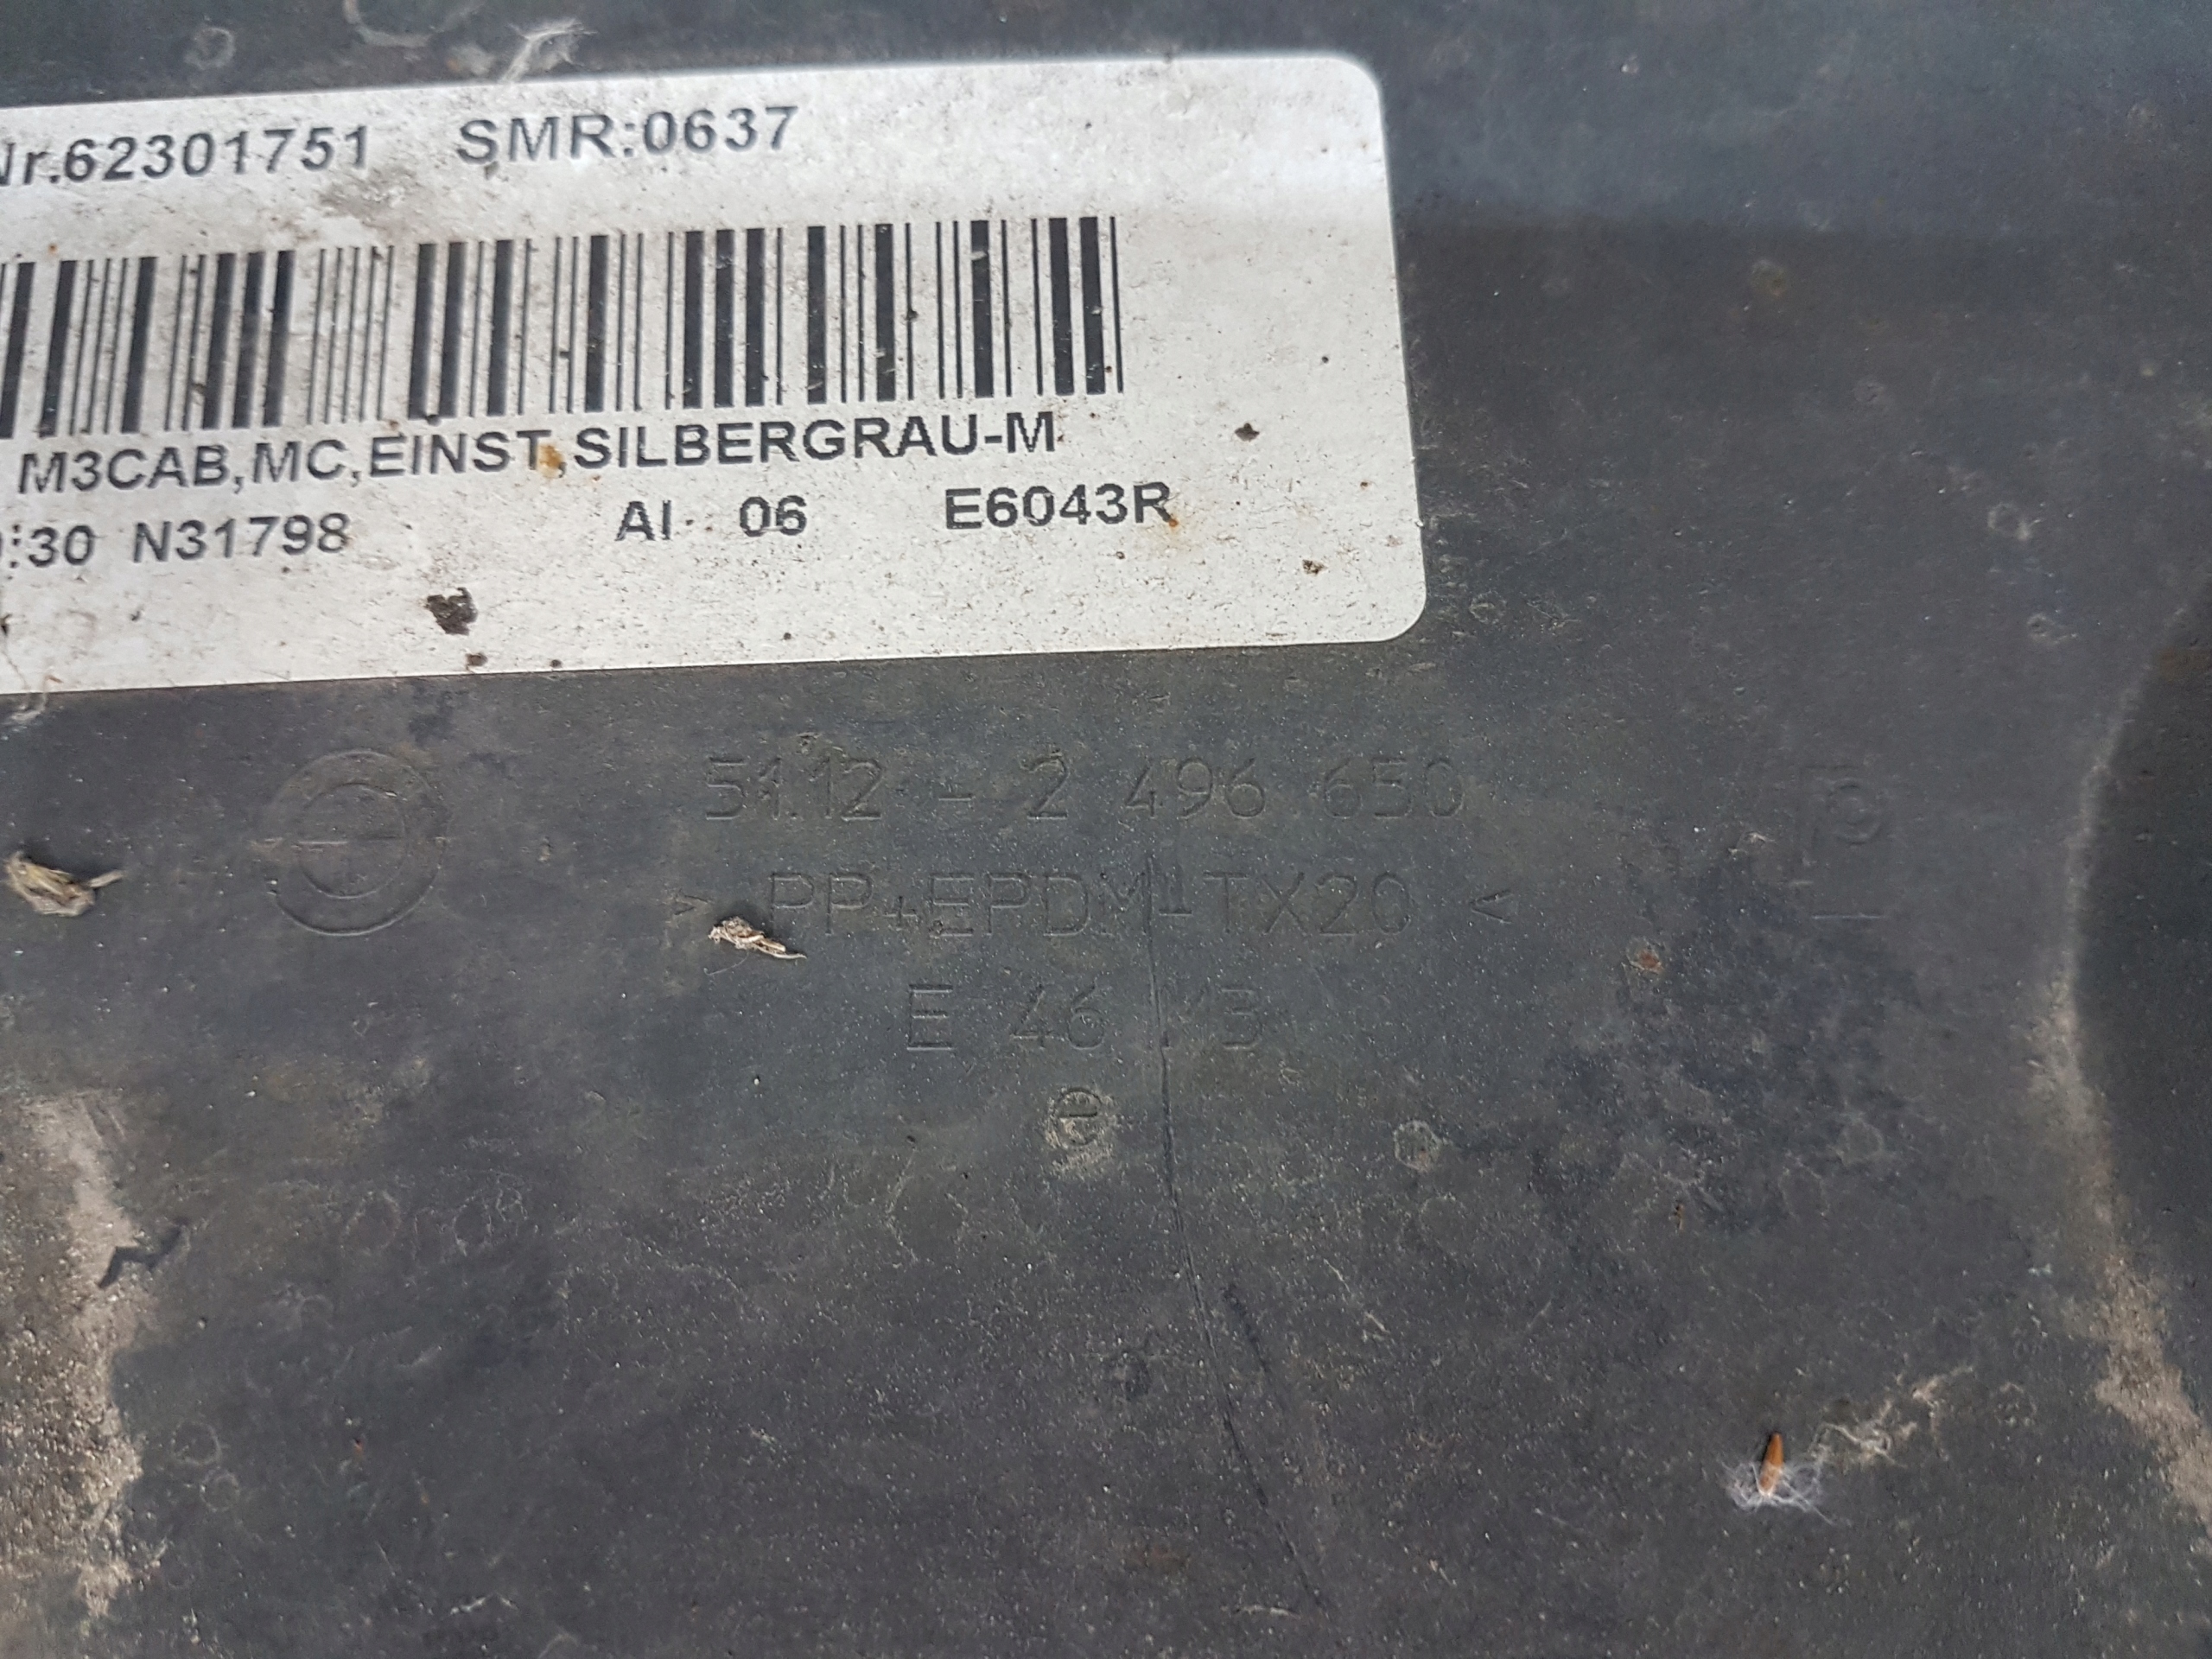 Nr.62301751 SMR:0637
M3CAB,MC,EINST,SILBERGRAU-M
:30 N31798 AI 06 E6043R
51.12 - 2 496 650
> PP+EPDM-TX20 <
E 46 M3
e